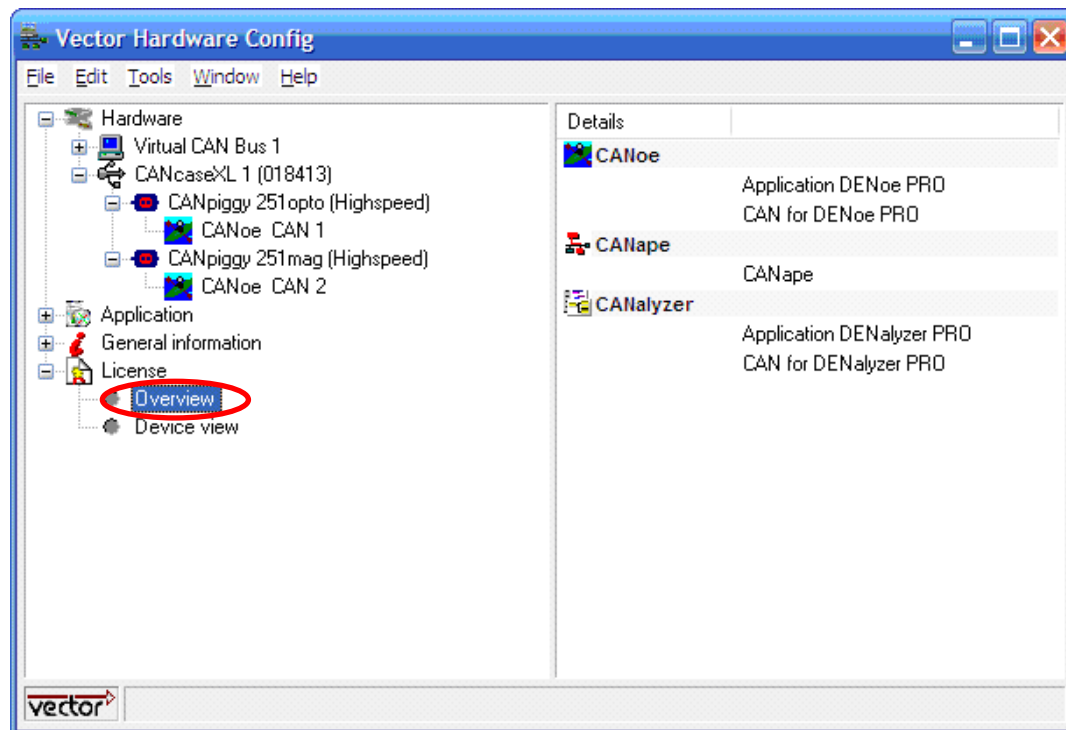 Vector Hardware Config
File Edit Tools Window Help
Hardware
Virtual CAN Bus 1
CANcaseXL 1 (018413)
CANpiggy 251opto (Highspeed)
CANoe CAN 1
CANpiggy 251mag (Highspeed)
CANoe CAN 2
Application
General information
License
Overview
Device view
Details
CANoe
Application DENoe PRO
CAN for DENoe PRO
CANape
CANape
CANalyzer
Application DENalyzer PRO
CAN for DENalyzer PRO
vector